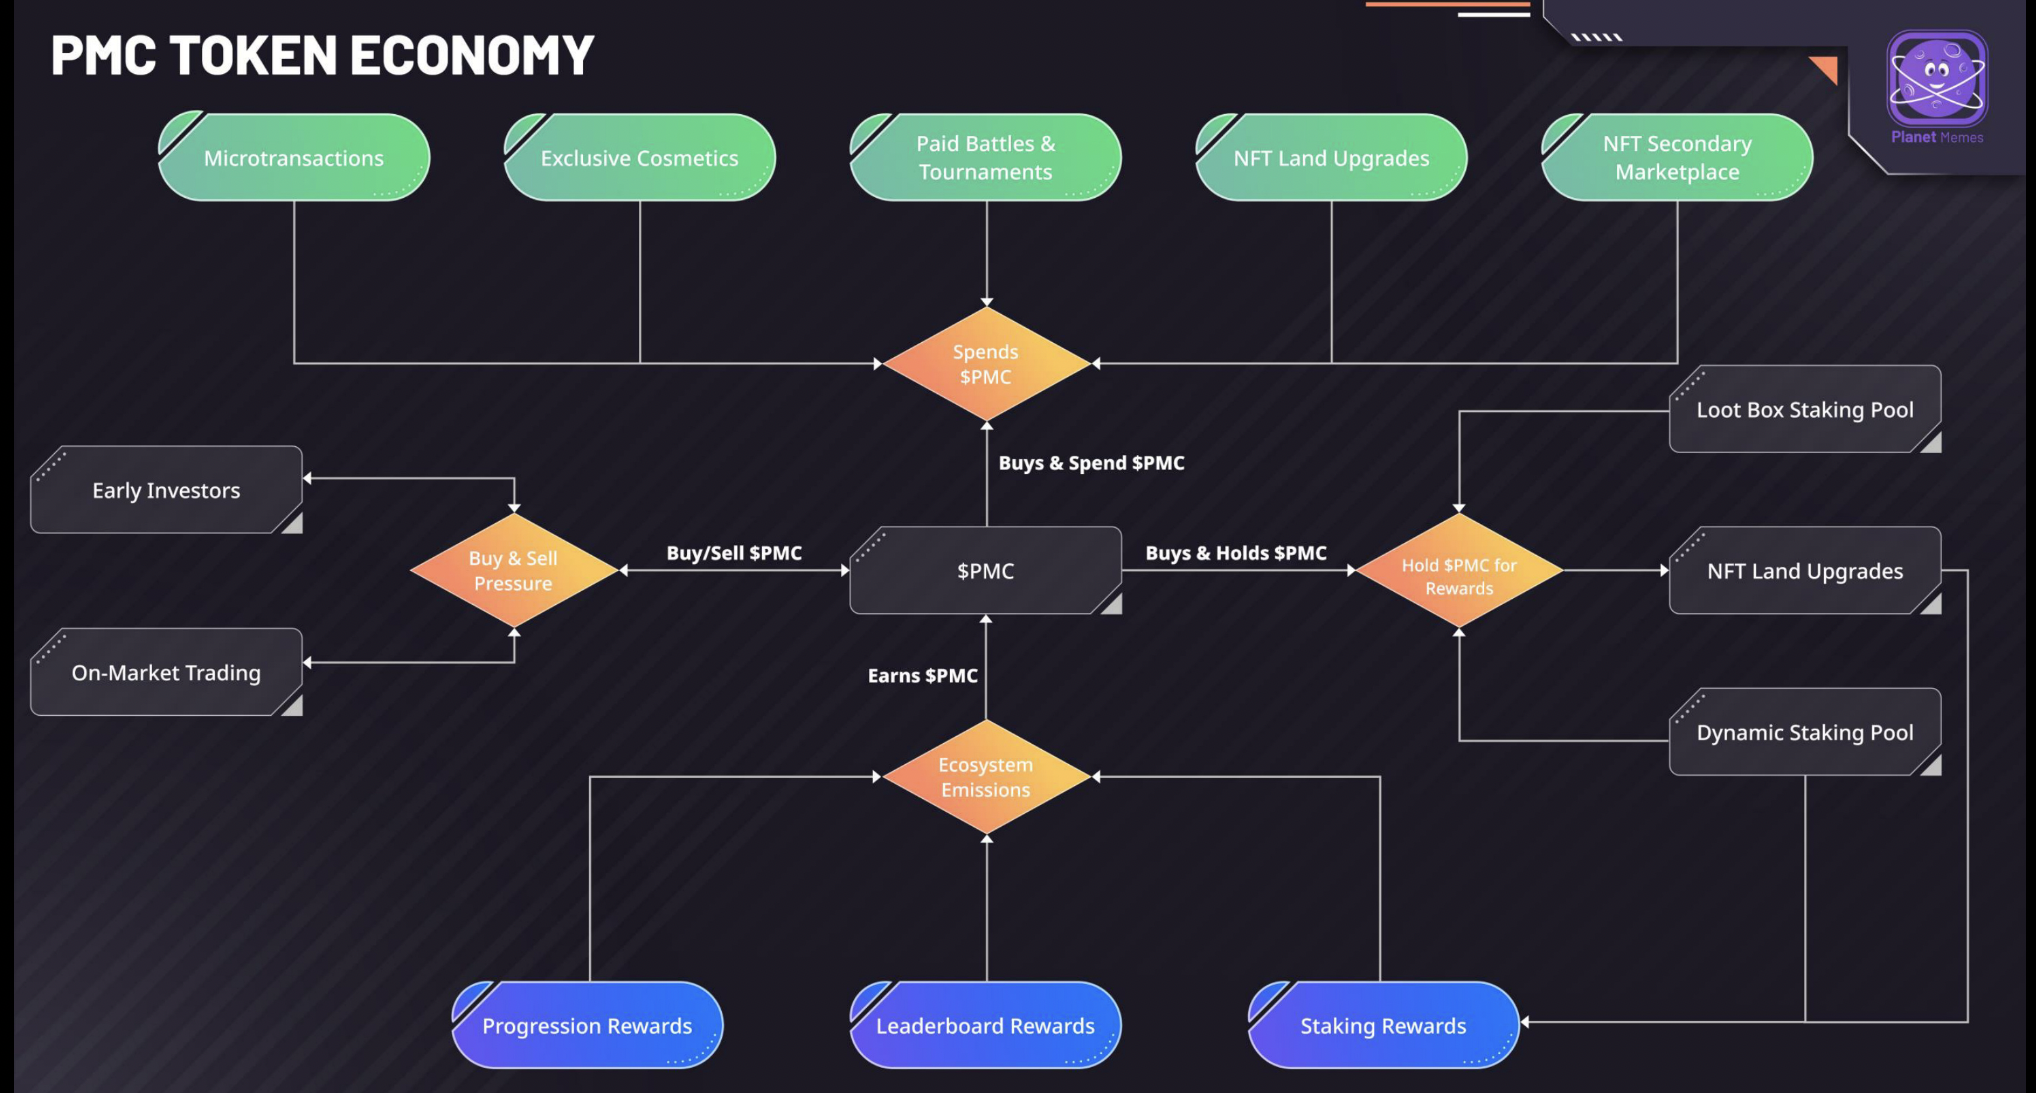 PMC TOKEN ECONOMY
Planet Memes
Microtransactions
Exclusive Cosmetics
Paid Battles &
Tournaments
NFT Land Upgrades
NFT Secondary
Marketplace
Spends
$PMC
Loot Box Staking Pool
Buys & Spend $PMC
Early Investors
Buy & Sell
Pressure
Buy/Sell $PMC
$PMC
Buys & Holds $PMC
Hold $PMC for
Rewards
NFT Land Upgrades
On-Market Trading
Earns $PMC
Dynamic Staking Pool
Ecosystem
Emissions
Progression Rewards
Leaderboard Rewards
Staking Rewards